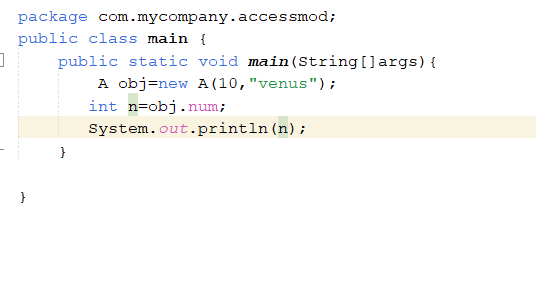 package com.mycompany.accessmod;
public class main {
public static void main(String[]args){
A obj=new A(10,"venus");
int n=obj.num;
System.out.println(n);
}
}